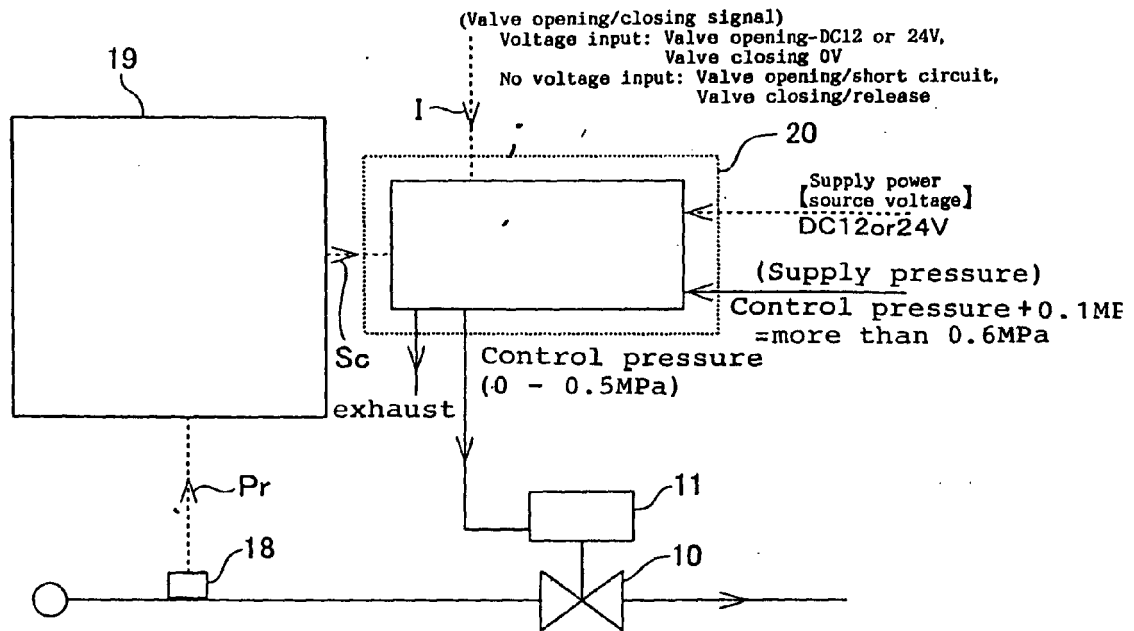 (Valve opening/closing signal)
Voltage input: Valve opening-DC12 or 24V,
Valve closing 0V
No voltage input: Valve opening/short circuit,
Valve closing/release
19
I
20
[Supply power
source voltage]
DC12or24V
(Supply pressure)
Control pressure+0.1MP
=more than 0.6MPa
Sc
Control pressure
(0 - 0.5MPa)
exhaust
Pr
11
18
10